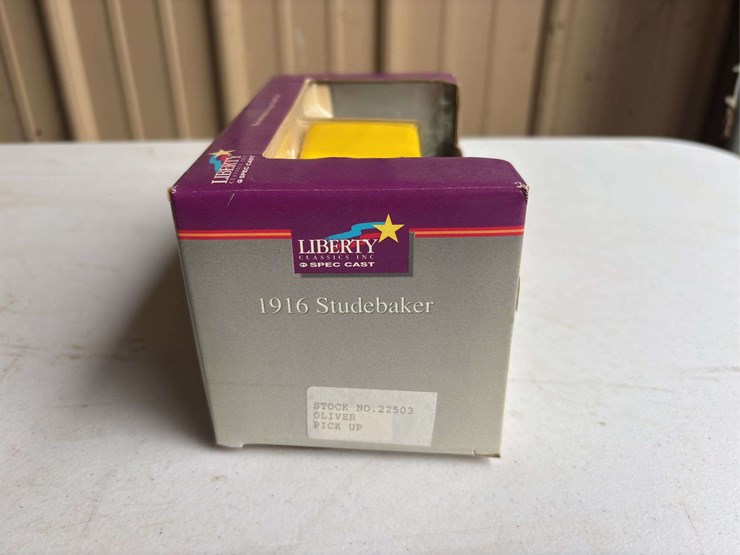 LIBERTY
CLASSICS INC
SPEC CAST
LIBERTY
CLASSICS INC
SPEC CAST
1916 Studebaker
STOCK NO.22503
OLIVER
PICK UP